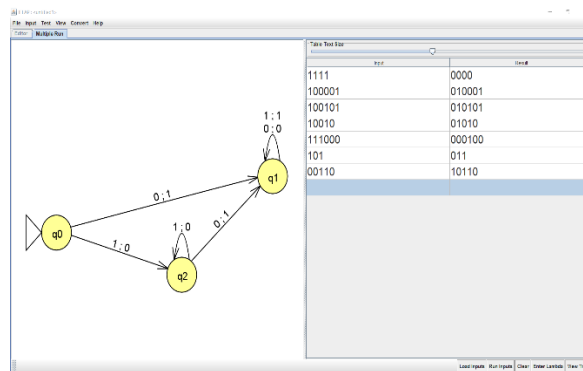 File Input Test View Convert Help
Editor Multiple Run
Table Text Size
Input Result
1111 0000
100001 010001
100101 010101
10010 01010
111000 000100
101 011
00110 10110
1 ; 1
0 ; 0
q1
0 ; 1
q0
1 ; 0
1 ; 0
0 ; 1
q2
Load Inputs Run Inputs Clear Enter Lambda